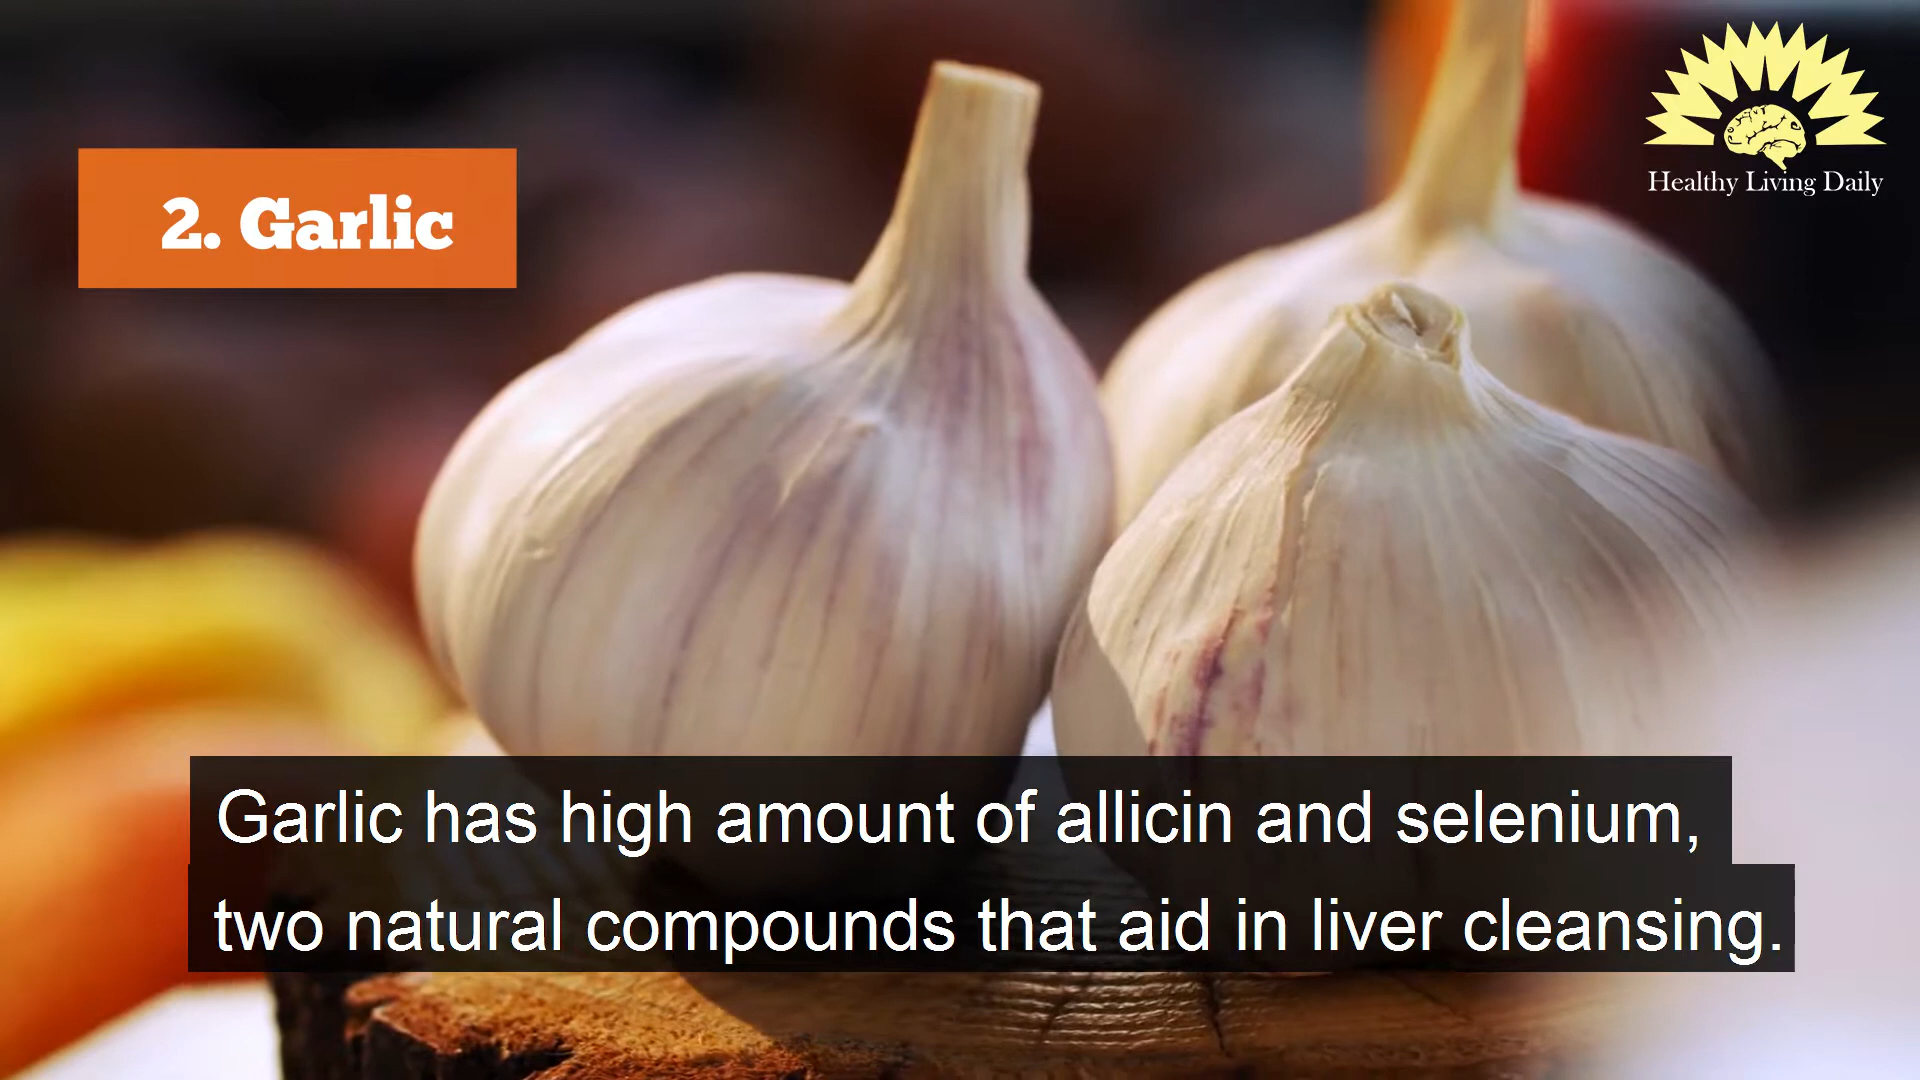 Healthy Living Daily
2. Garlic
Garlic has high amount of allicin and selenium,
two natural compounds that aid in liver cleansing.